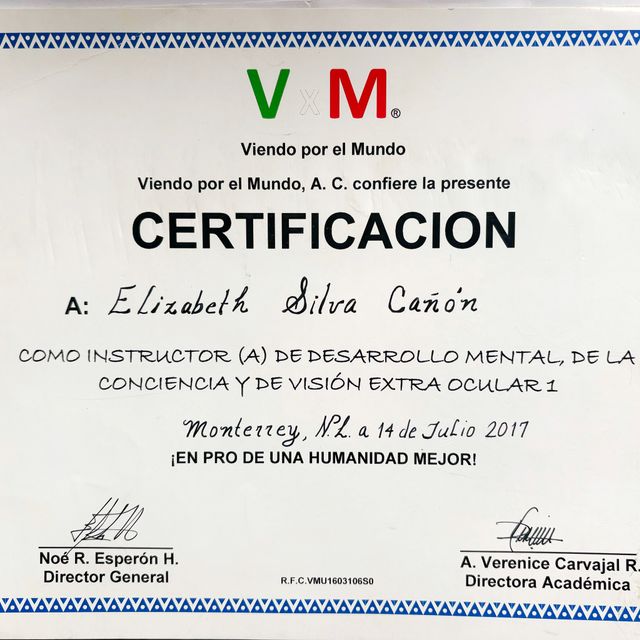 VxM®
Viendo por el Mundo
Viendo por el Mundo, A. C. confiere la presente
CERTIFICACION
A: Elizabeth Silva Cañón
COMO INSTRUCTOR (A) DE DESARROLLO MENTAL, DE LA
CONCIENCIA Y DE VISIÓN EXTRA OCULAR 1
Monterrey, N.L. a 14 de Julio 2017
¡EN PRO DE UNA HUMANIDAD MEJOR!
Noé R. Esperón H.
Director General
R.F.C.VMU1603106S0
A. Verenice Carvajal R.
Directora Académica